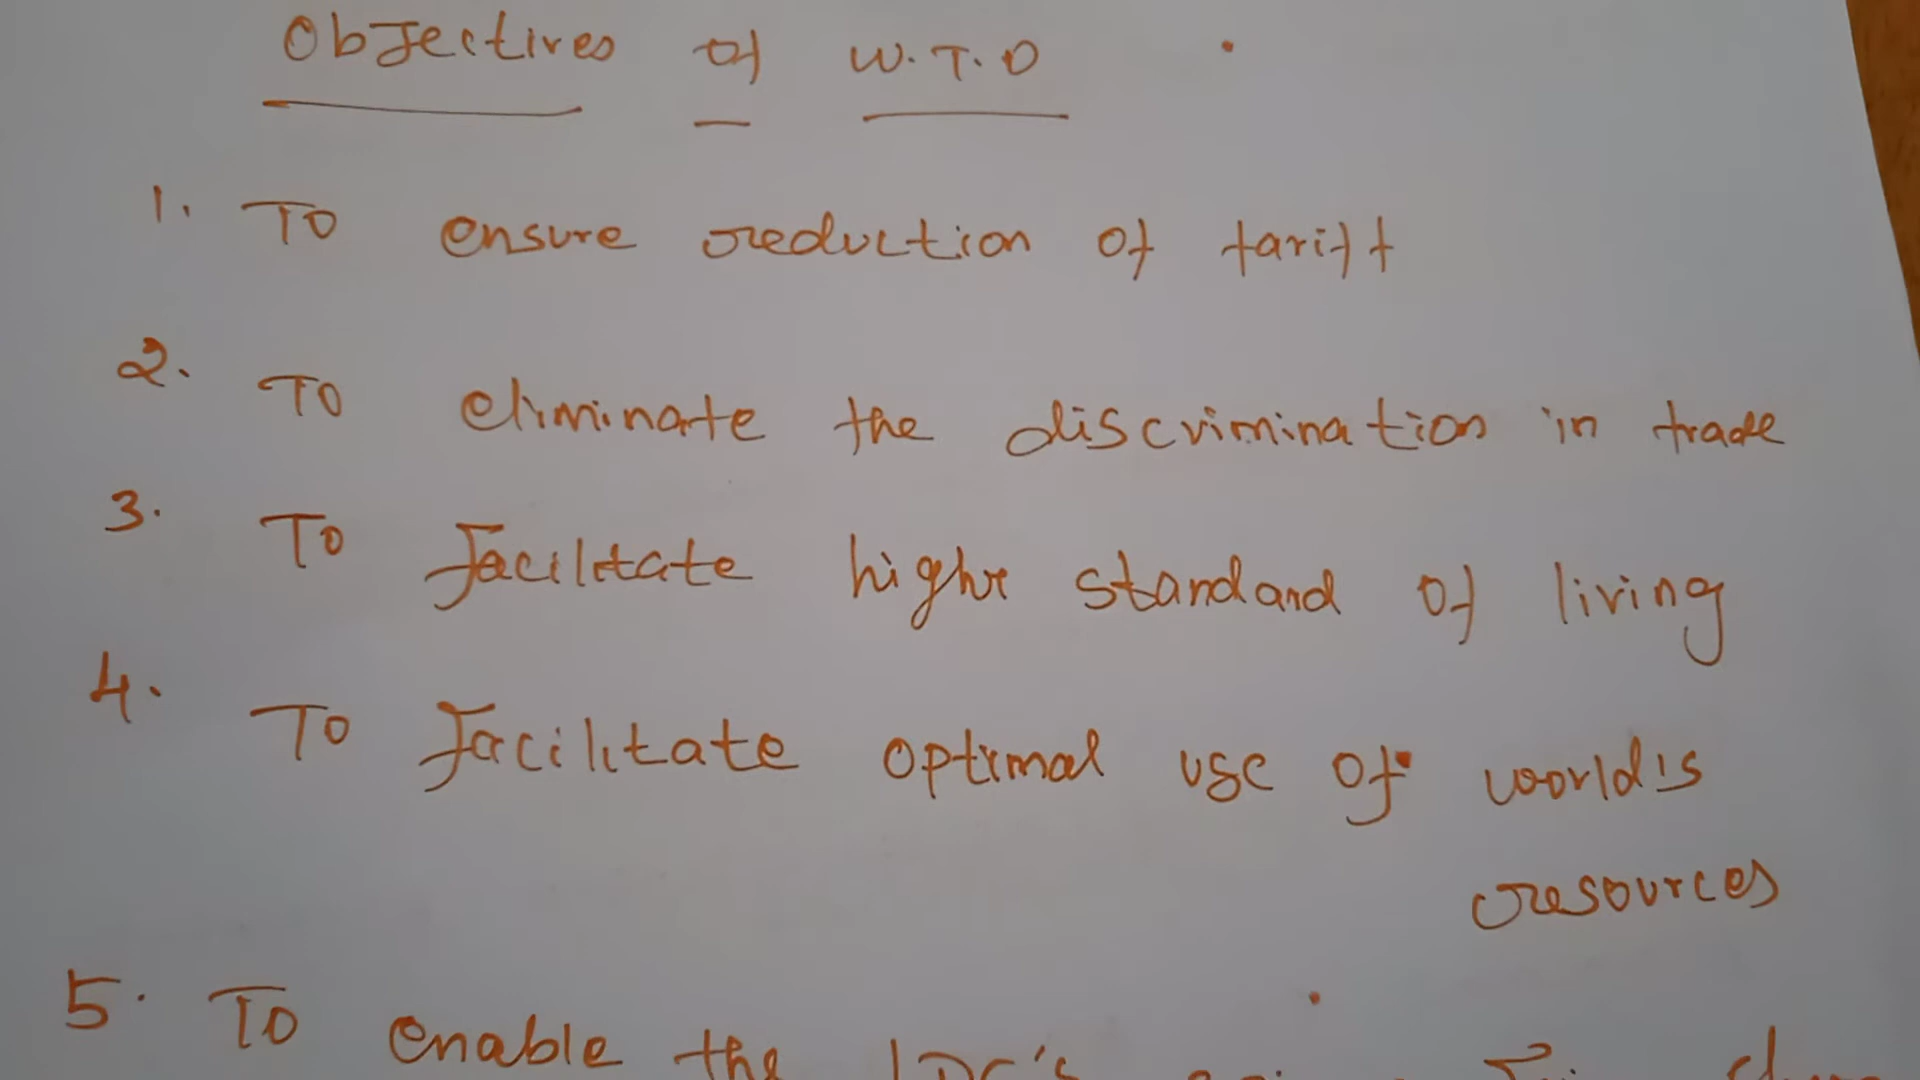 Objectives of W.T.O
1. To ensure reduction of tariff
2. To eliminate the discrimination in trade
3. To facilitate higher standard of living
4. To facilitate optimal use of world's
resources
5. To enable the LDC's